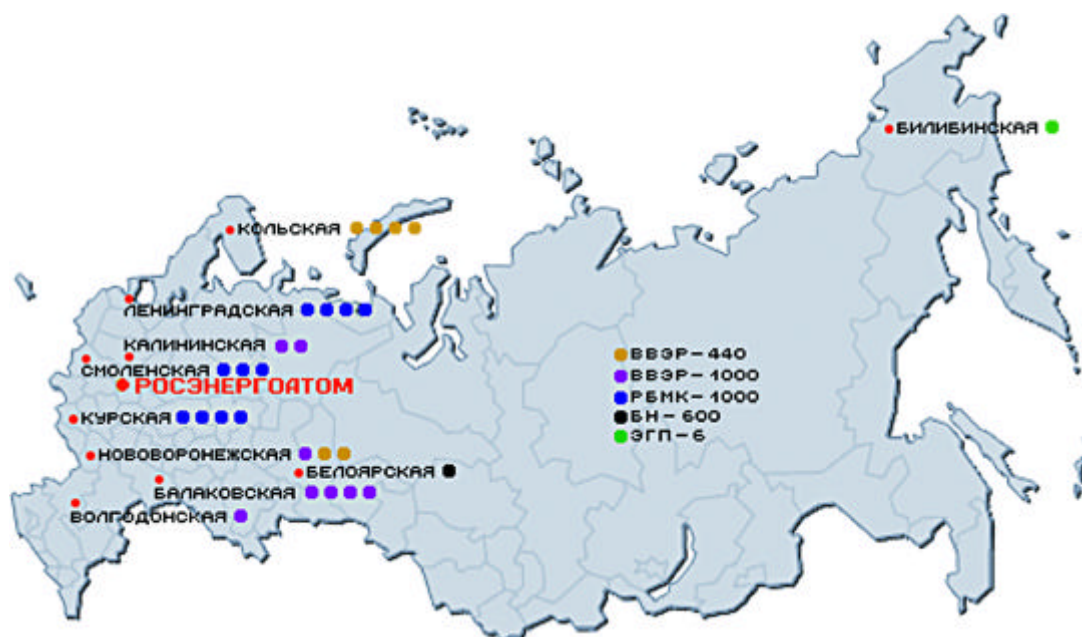 БИЛИБИНСКАЯ
КОЛЬСКАЯ
ЛЕНИНГРАДСКАЯ
КАЛИНИНСКАЯ
СМОЛЕНСКАЯ
РОСЭНЕРГОАТОМ
КУРСКАЯ
НОВОВОРОНЕЖСКАЯ
БЕЛОЯРСКАЯ
БАЛАКОВСКАЯ
ВОЛГОДОНСКАЯ
ВВЭР-440
ВВЭР-1000
РБМК-1000
БН-600
ЭГП-6